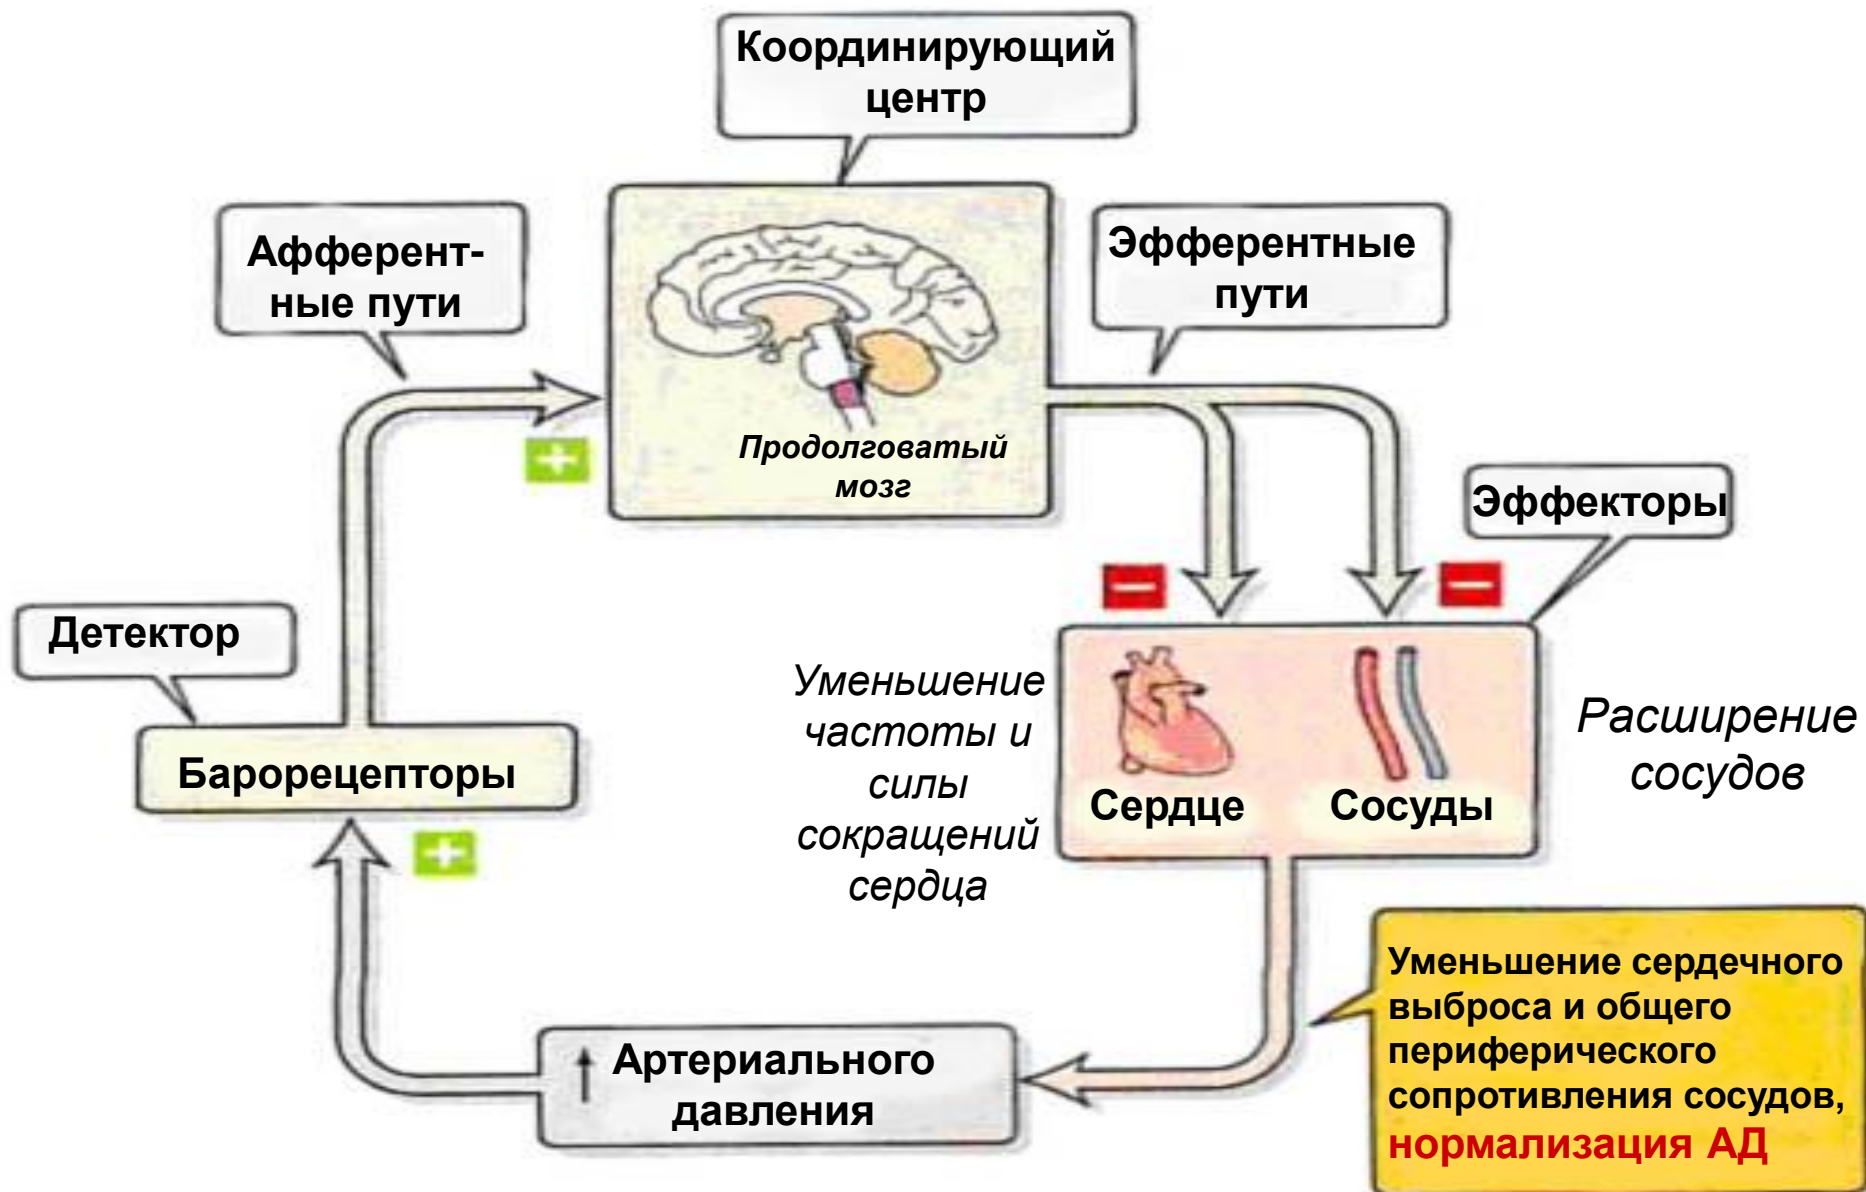 Координирующий
центр
Афферент-
ные пути
Эфферентные
пути
Продолговатый
мозг
Эффекторы
Детектор
Барорецепторы
Уменьшение
частоты и
силы
сокращений
сердца
Сердце
Сосуды
Расширение
сосудов
↑ Артериального
давления
Уменьшение сердечного
выброса и общего
периферического
сопротивления сосудов,
нормализация АД